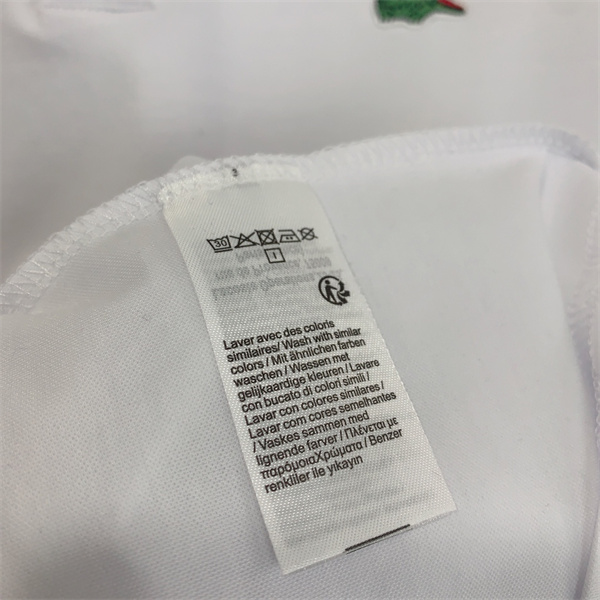 30
I
Laver avec des coloris
similaires/ Wash with similar
colors / Mit ähnlichen farben
waschen / Wassen met
gelijkaardige kleuren / Lavare
con bucato di colori simili /
Lavar con colores similares /
Lavar com cores semelhantes
/ Vaskes sammen med
lignende farver / Πλένεται με
παρόμοιαΧρώματα / Benzer
renkliler ile yikayin